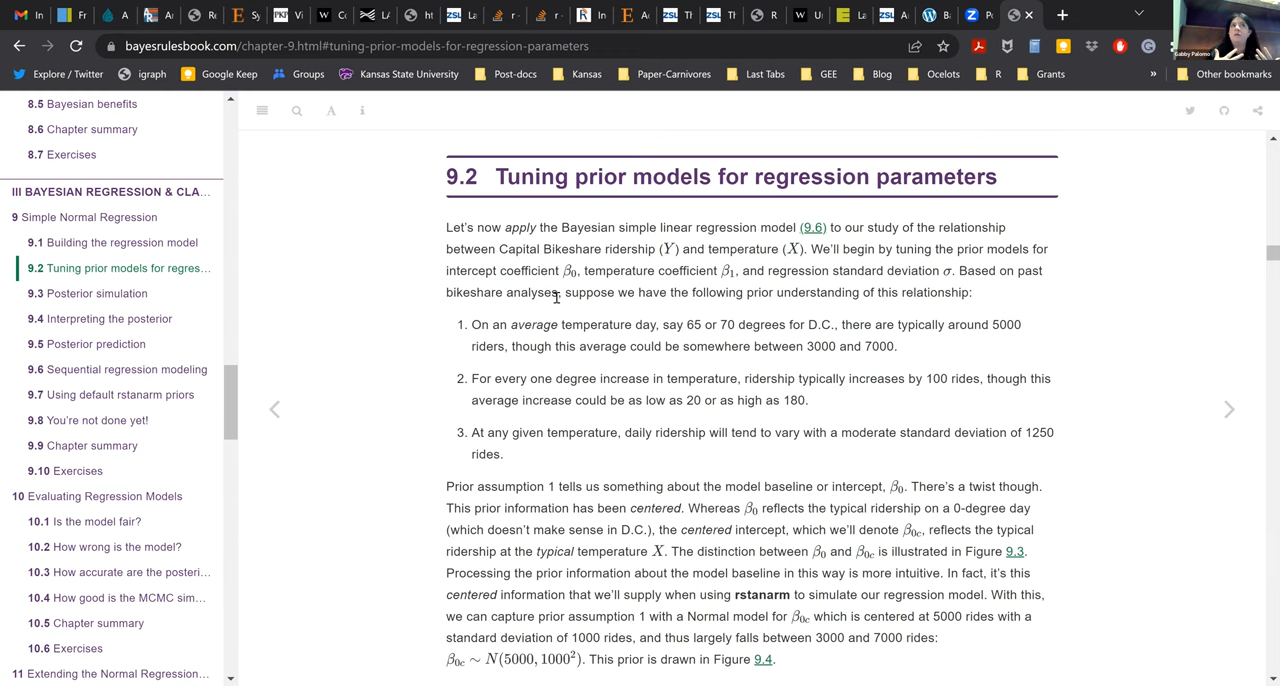 In
Fr
A
In
Re
Sy
PKI
Vi
Co
LA
ht
La
r -
r -
In
Ac
Th
Th
R
Ur
La
Ar
B
Pc
bayesrulesbook.com/chapter-9.html#tuning-prior-models-for-regression-parameters
Gabby Palomo
Explore / Twitter
igraph
Google Keep
Groups
Kansas State University
Post-docs
Kansas
Paper-Carnivores
Last Tabs
GEE
Blog
Ocelots
R
Grants
»
Other bookmarks
8.5 Bayesian benefits
8.6 Chapter summary
8.7 Exercises
III BAYESIAN REGRESSION & CLA...
9 Simple Normal Regression
9.1 Building the regression model
9.2 Tuning prior models for regres...
9.3 Posterior simulation
9.4 Interpreting the posterior
9.5 Posterior prediction
9.6 Sequential regression modeling
9.7 Using default rstanarm priors
9.8 You're not done yet!
9.9 Chapter summary
9.10 Exercises
10 Evaluating Regression Models
10.1 Is the model fair?
10.2 How wrong is the model?
10.3 How accurate are the posteri...
10.4 How good is the MCMC sim...
10.5 Chapter summary
10.6 Exercises
11 Extending the Normal Regression...
9.2 Tuning prior models for regression parameters
Let's now apply the Bayesian simple linear regression model (9.6) to our study of the relationship
between Capital Bikeshare ridership (Y) and temperature (X). We'll begin by tuning the prior models for
intercept coefficient β0, temperature coefficient β1, and regression standard deviation σ. Based on past
bikeshare analyses, suppose we have the following prior understanding of this relationship:
1. On an average temperature day, say 65 or 70 degrees for D.C., there are typically around 5000
riders, though this average could be somewhere between 3000 and 7000.
2. For every one degree increase in temperature, ridership typically increases by 100 rides, though this
average increase could be as low as 20 or as high as 180.
3. At any given temperature, daily ridership will tend to vary with a moderate standard deviation of 1250
rides.
Prior assumption 1 tells us something about the model baseline or intercept, β0. There's a twist though.
This prior information has been centered. Whereas β0 reflects the typical ridership on a 0-degree day
(which doesn't make sense in D.C.), the centered intercept, which we'll denote β0c, reflects the typical
ridership at the typical temperature X. The distinction between β0 and β0c is illustrated in Figure 9.3.
Processing the prior information about the model baseline in this way is more intuitive. In fact, it's this
centered information that we'll supply when using rstanarm to simulate our regression model. With this,
we can capture prior assumption 1 with a Normal model for β0c which is centered at 5000 rides with a
standard deviation of 1000 rides, and thus largely falls between 3000 and 7000 rides:
β0c ~ N(5000, 1000²). This prior is drawn in Figure 9.4.